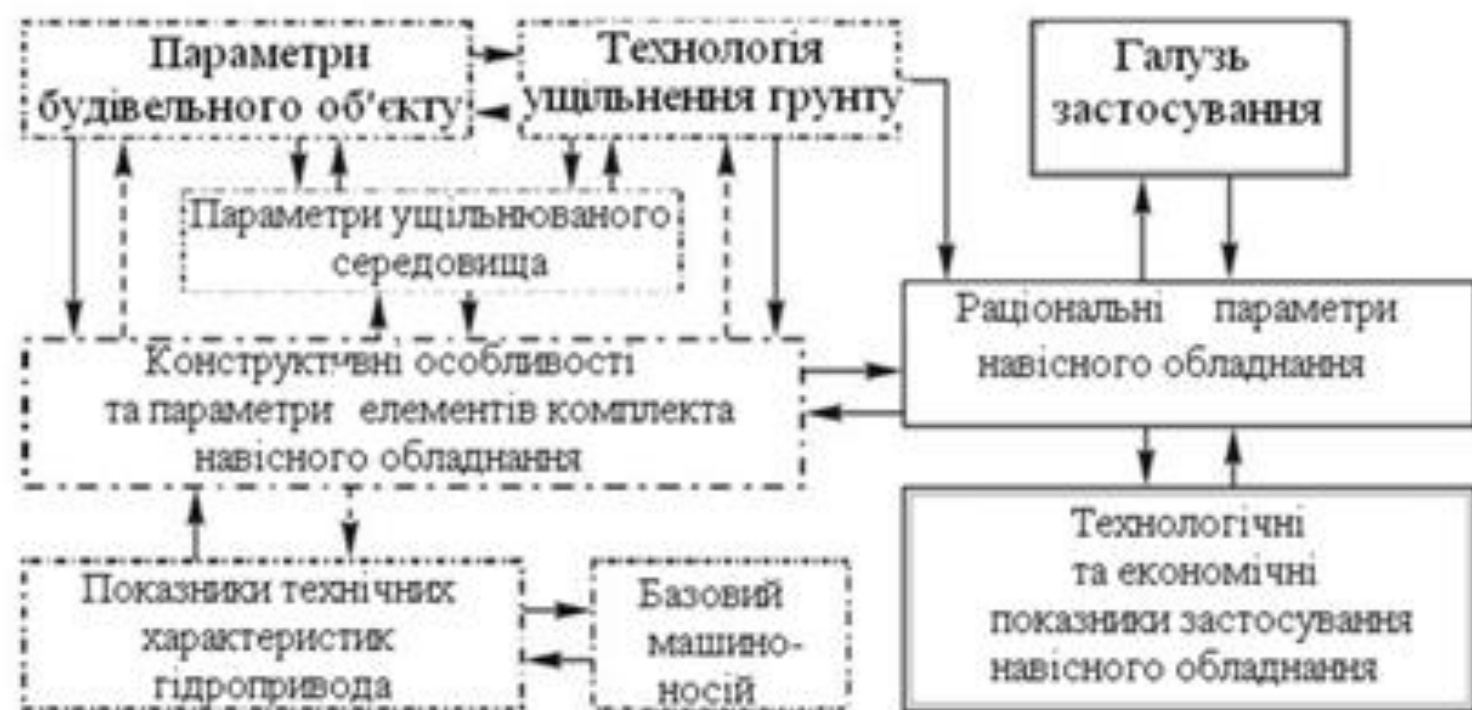 Параметри
будівельного об'єкту
Технологія
ущільнення грунту
Галузь
застосування
Параметри ущільнюваного
середовища
Раціональні параметри
навісного обладнання
Конструктивні особливості
та параметри елементів комплекта
навісного обладнання
Показники технічних
характеристик
гідропривода
Базовий
машино-
носій
Технологічні
та економічні
показники застосування
навісного обладнання